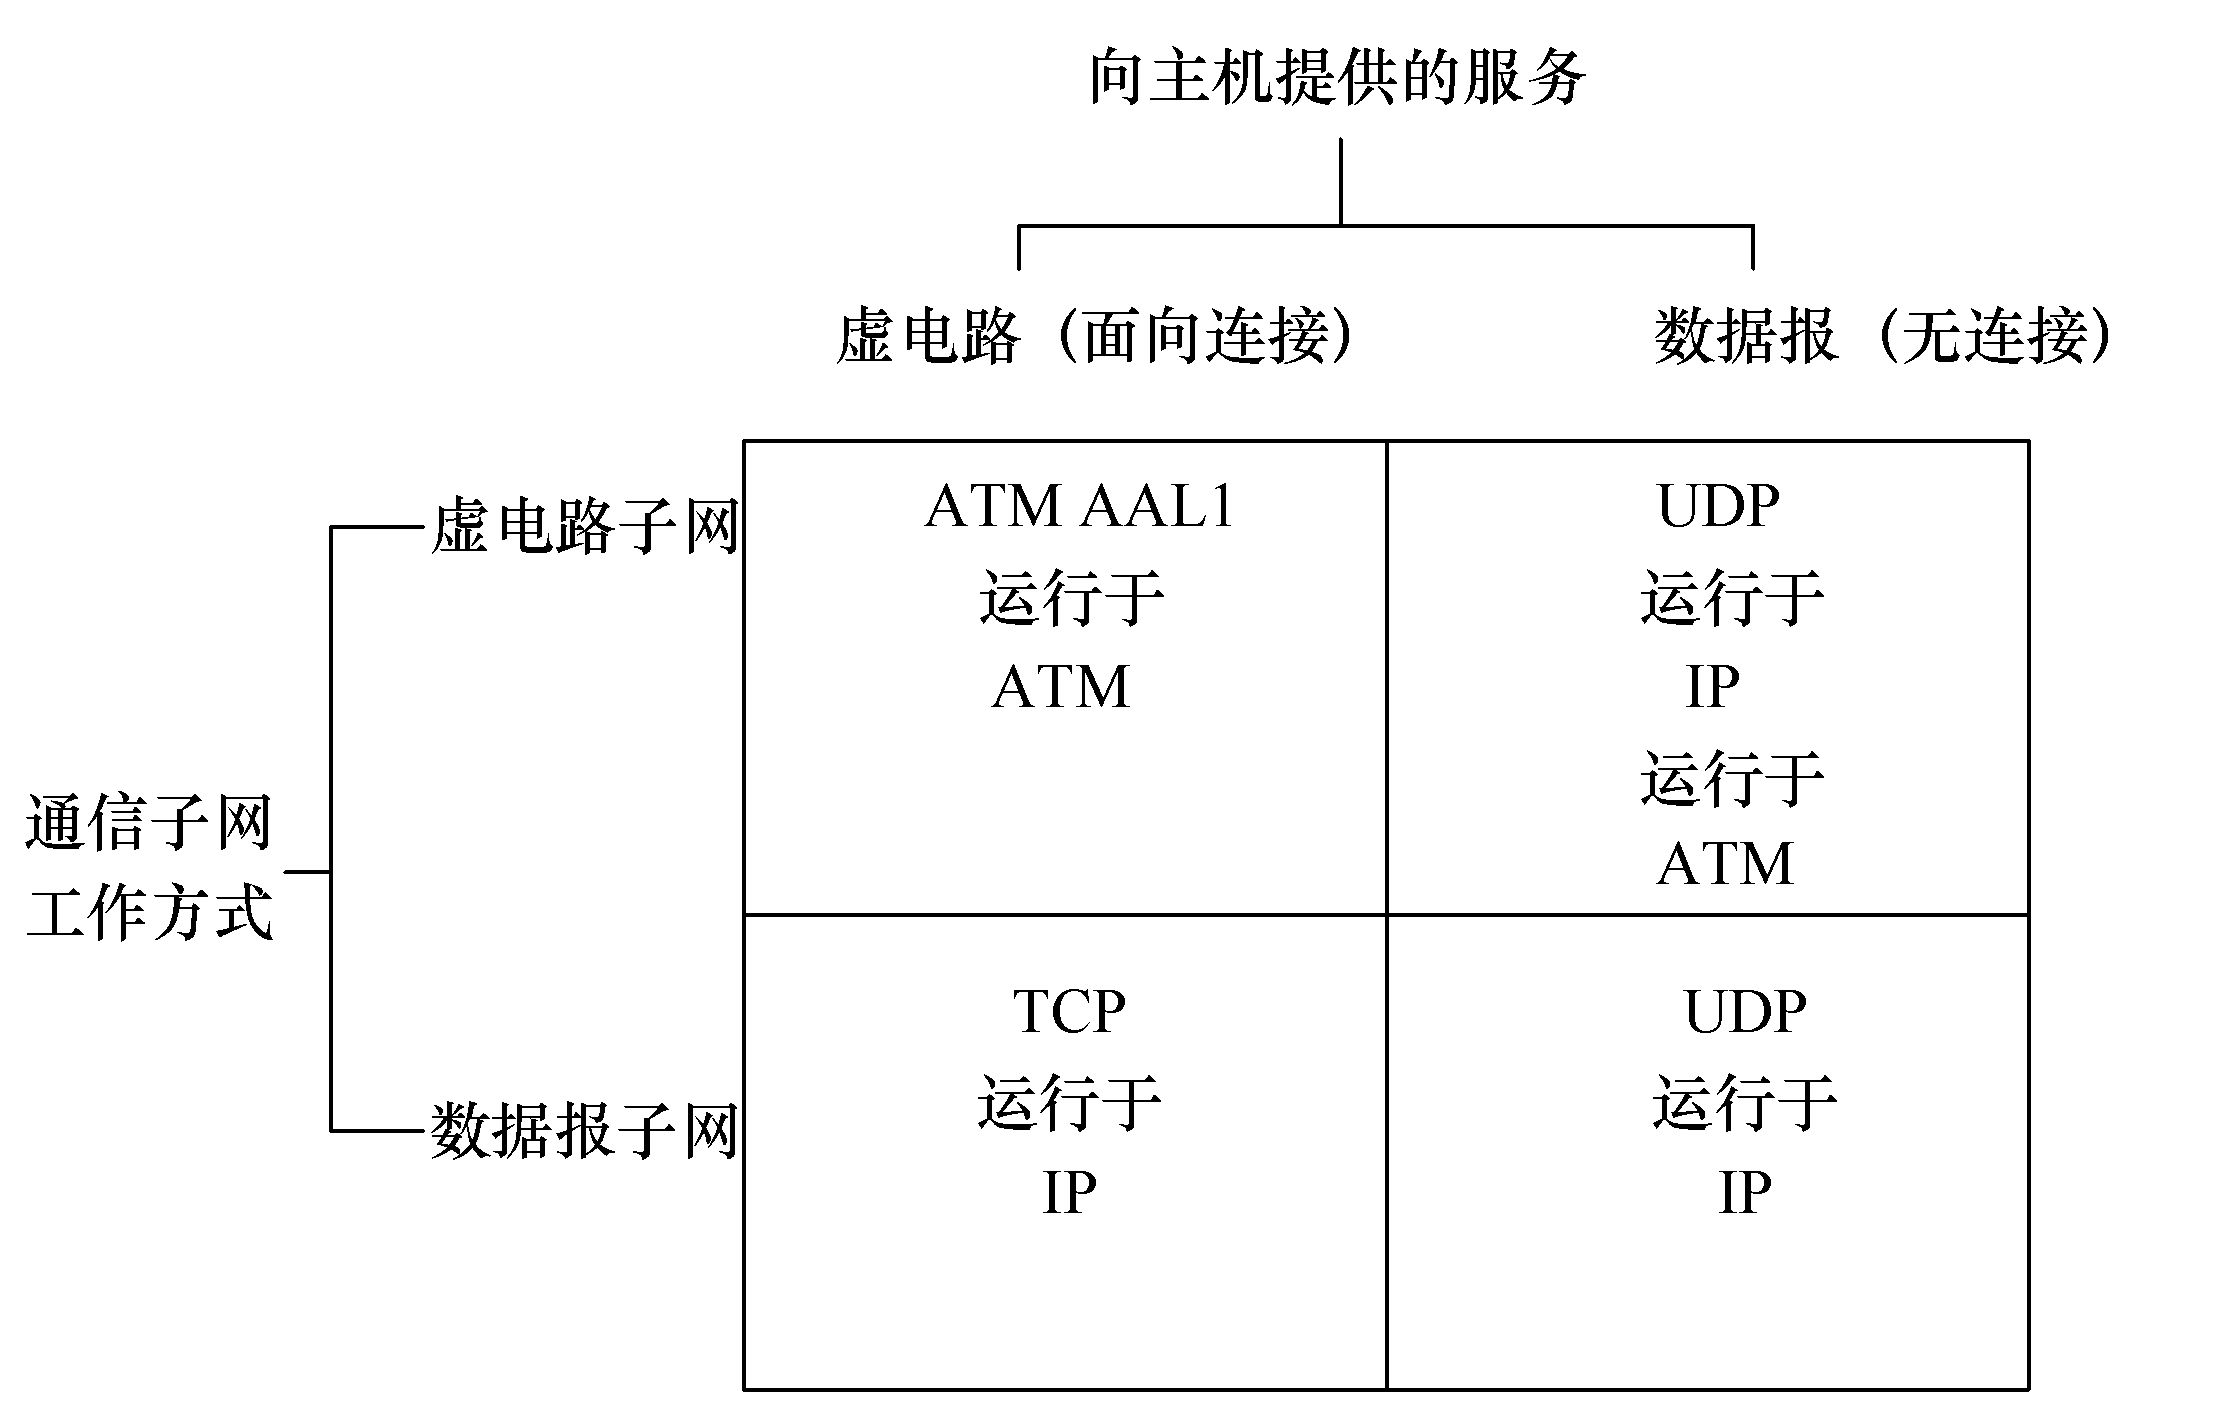 向主机提供的服务
虚电路（面向连接）
数据报（无连接）
虚电路子网
ATM AAL1
运行于
ATM
UDP
运行于
IP
运行于
ATM
通信子网
工作方式
数据报子网
TCP
运行于
IP
UDP
运行于
IP